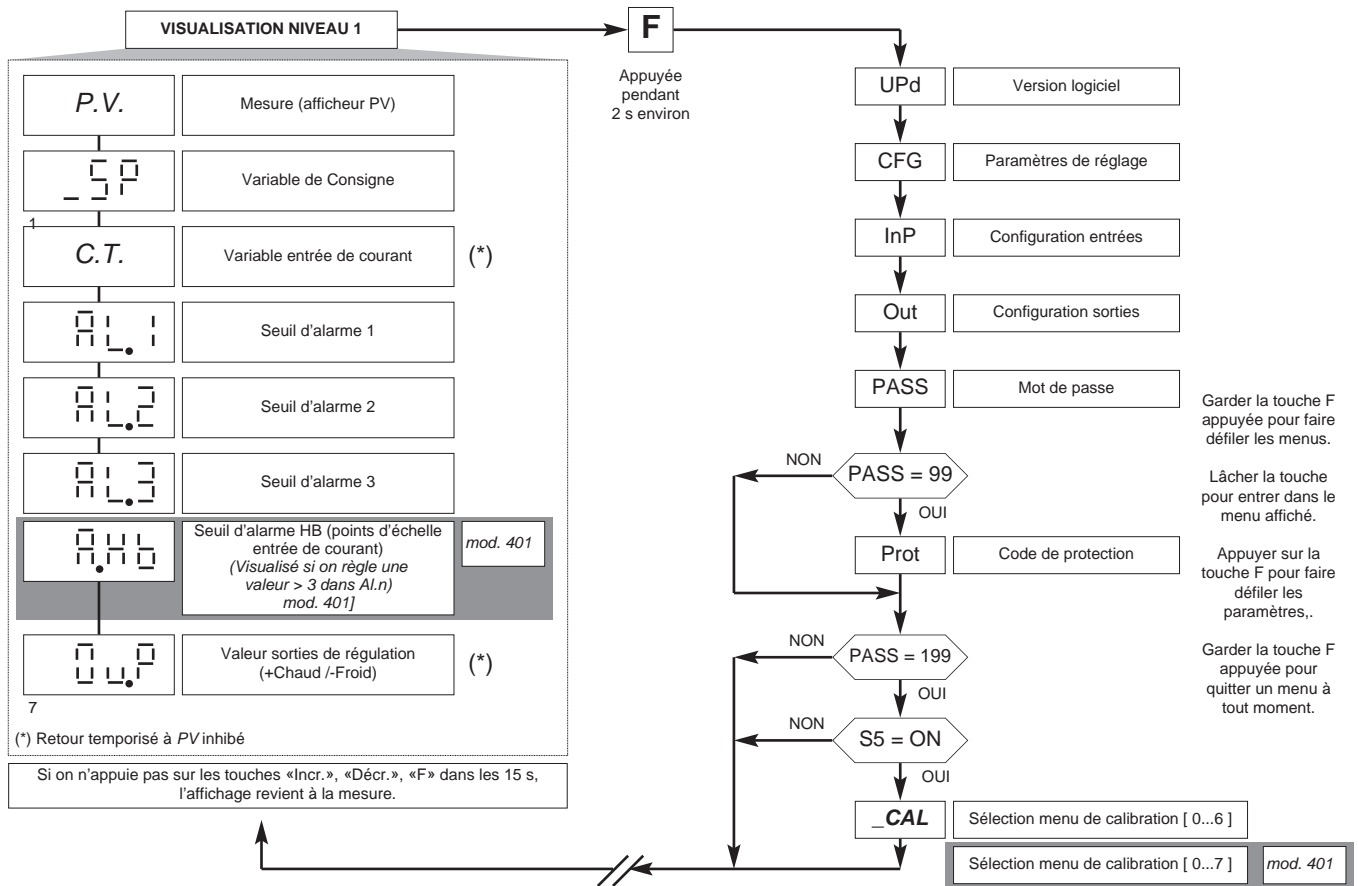 VISUALISATION NIVEAU 1
F
Appuyée
pendant
2 s environ
P.V.
Mesure (afficheur PV)
_SP
Variable de Consigne
1
C.T.
Variable entrée de courant
(*)
AL.1
Seuil d'alarme 1
AL.2
Seuil d'alarme 2
AL.3
Seuil d'alarme 3
A.Hb
Seuil d'alarme HB (points d'échelle
entrée de courant)
(Visualisé si on règle une
valeur > 3 dans Al.n)
mod. 401]
mod. 401
Ou.P
Valeur sorties de régulation
(+Chaud /-Froid)
(*)
7
(*) Retour temporisé à PV inhibé
Si on n'appuie pas sur les touches «Incr.», «Décr.», «F» dans les 15 s,
l'affichage revient à la mesure.
UPd
Version logiciel
CFG
Paramètres de réglage
InP
Configuration entrées
Out
Configuration sorties
PASS
Mot de passe
NON
PASS = 99
OUI
Prot
Code de protection
NON
PASS = 199
OUI
NON
S5 = ON
OUI
_CAL
Sélection menu de calibration [ 0...6 ]
Sélection menu de calibration [ 0...7 ]
mod. 401
Garder la touche F
appuyée pour faire
défiler les menus.
Lâcher la touche
pour entrer dans le
menu affiché.
Appuyer sur la
touche F pour faire
défiler les
paramètres,.
Garder la touche F
appuyée pour
quitter un menu à
tout moment.